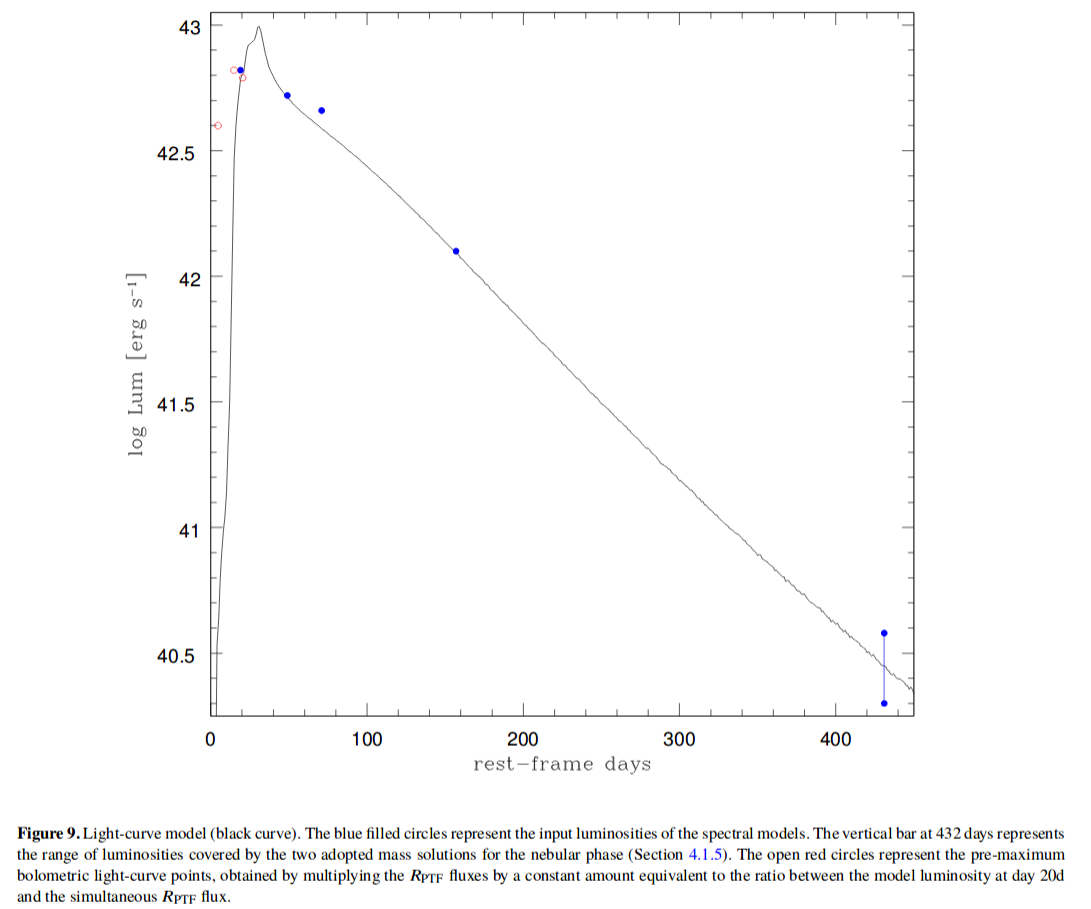 43
42.5
42
41.5
41
40.5
log Lum [erg s⁻¹]
0 100 200 300 400
rest−frame days
Figure 9. Light-curve model (black curve). The blue filled circles represent the input luminosities of the spectral models. The vertical bar at 432 days represents
the range of luminosities covered by the two adopted mass solutions for the nebular phase (Section 4.1.5). The open red circles represent the pre-maximum
bolometric light-curve points, obtained by multiplying the RPTF fluxes by a constant amount equivalent to the ratio between the model luminosity at day 20d
and the simultaneous RPTF flux.